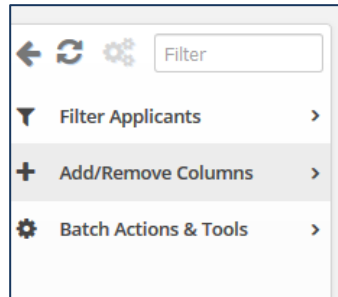 Filter
Filter Applicants
Add/Remove Columns
Batch Actions & Tools